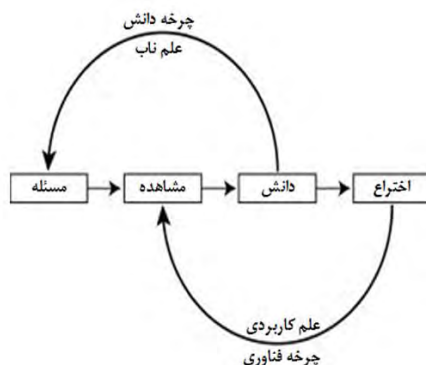 چرخه دانش
علم ناب
مسئله
مشاهده
دانش
اختراع
علم کاربردی
چرخه فناوری